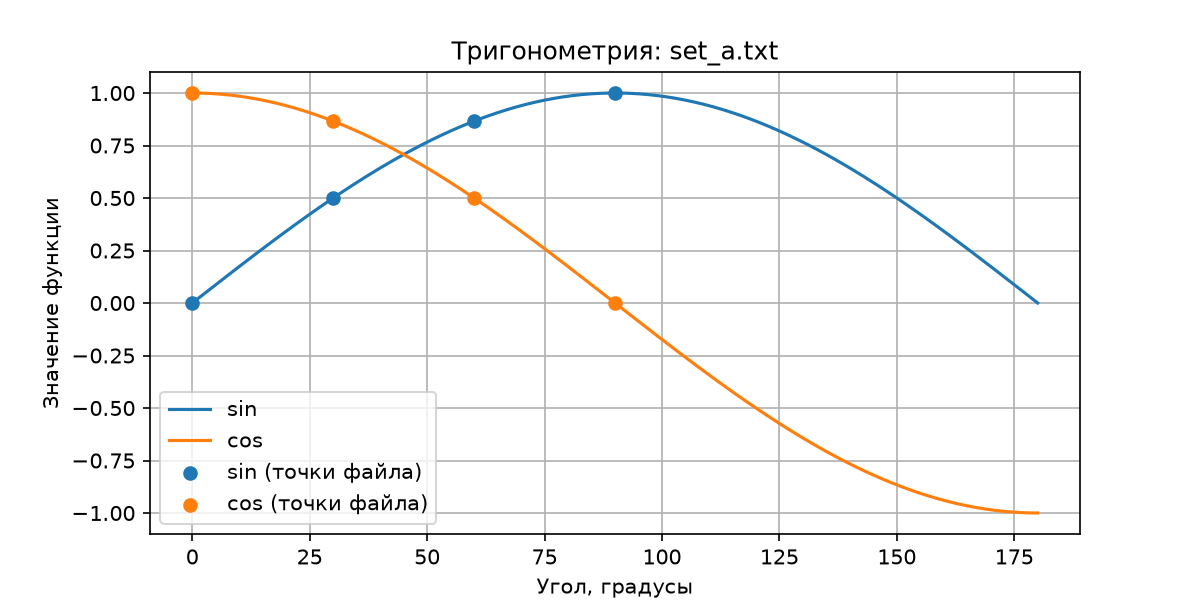 Тригонометрия: set_a.txt
1.00
0.75
0.50
0.25
0.00
−0.25
−0.50
−0.75
−1.00
Значение функции
sin
cos
sin (точки файла)
cos (точки файла)
0 25 50 75 100 125 150 175
Угол, градусы